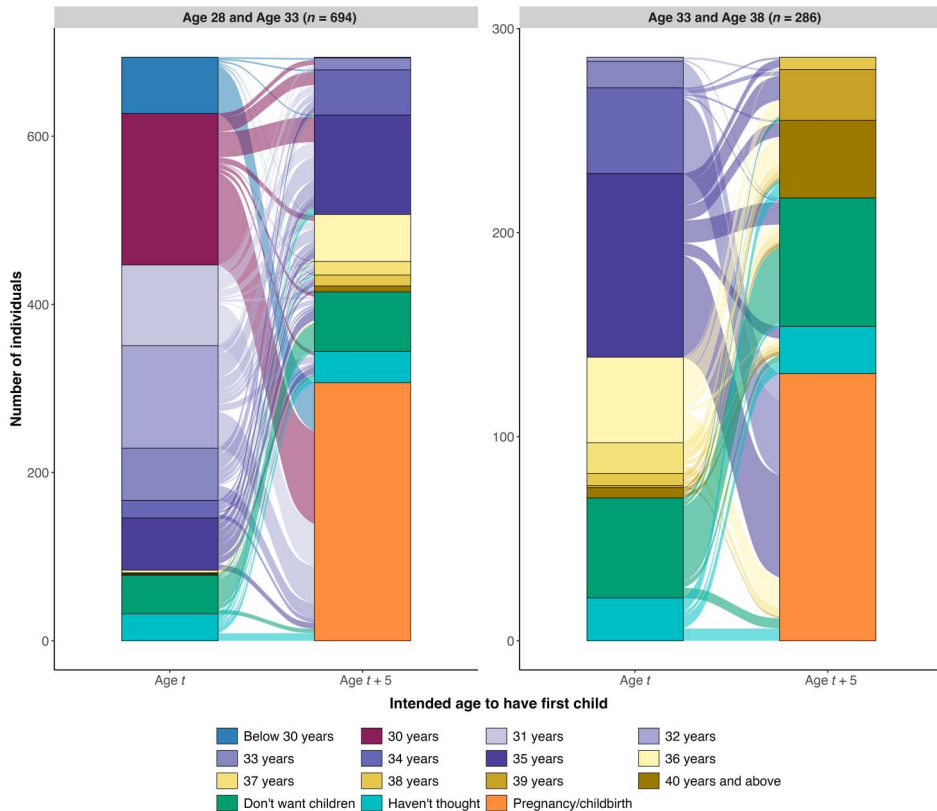 Age 28 and Age 33 (n = 694)
Age 33 and Age 38 (n = 286)
Number of individuals
600
400
200
0
300
200
100
0
Age t
Age t + 5
Age t
Age t + 5
Intended age to have first child
Below 30 years
30 years
31 years
32 years
33 years
34 years
35 years
36 years
37 years
38 years
39 years
40 years and above
Don't want children
Haven't thought
Pregnancy/childbirth